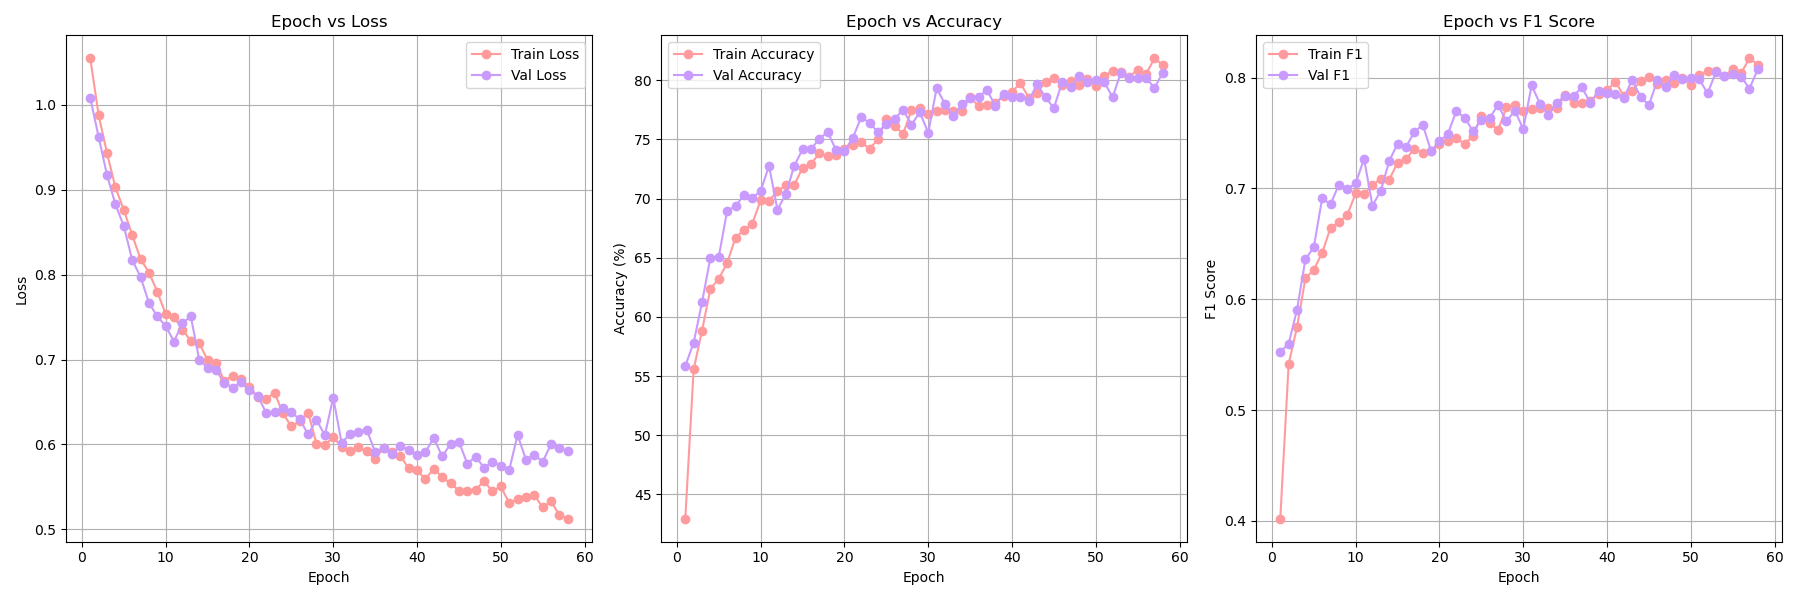 Epoch vs Loss
Train Loss
Val Loss
Loss
1.0
0.9
0.8
0.7
0.6
0.5
0 10 20 30 40 50 60
Epoch
Epoch vs Accuracy
Train Accuracy
Val Accuracy
Accuracy (%)
80
75
70
65
60
55
50
45
0 10 20 30 40 50 60
Epoch
Epoch vs F1 Score
Train F1
Val F1
F1 Score
0.8
0.7
0.6
0.5
0.4
0 10 20 30 40 50 60
Epoch